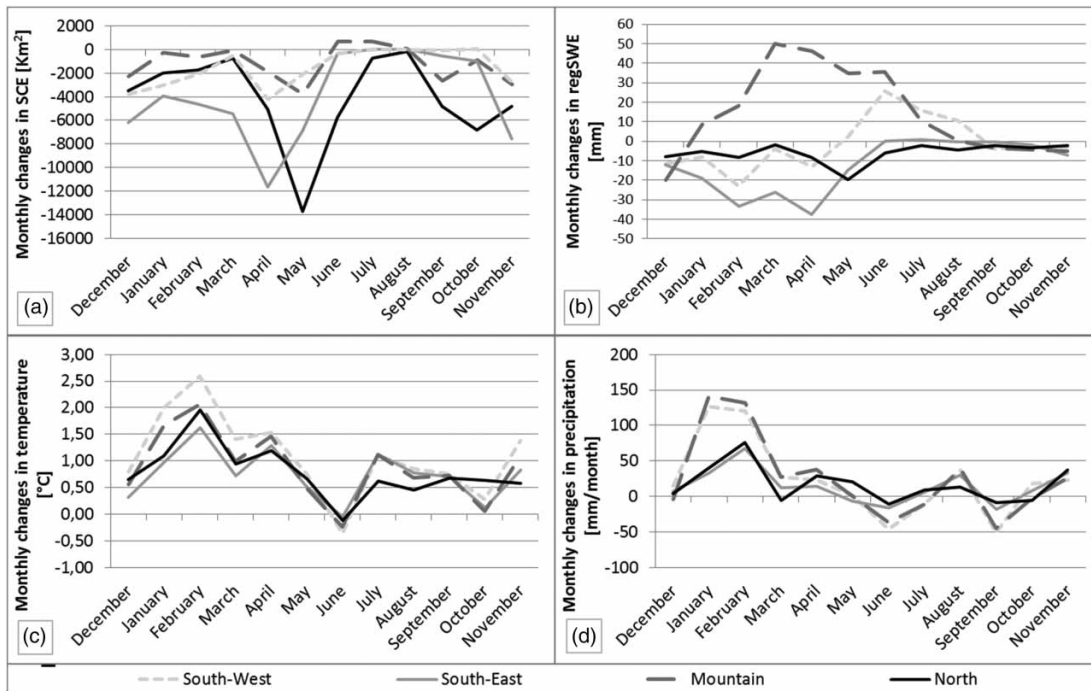 Monthly changes in SCE [Km²]
2000
0
-2000
-4000
-6000
-8000
-10000
-12000
-14000
-16000
December
January
February
March
April
May
June
July
August
September
October
November
(a)
Monthly changes in regSWE
[mm]
60
50
40
30
20
10
0
-10
-20
-30
-40
-50
December
January
February
March
April
May
June
July
August
September
October
November
(b)
Monthly changes in temperature
[°C]
3,00
2,50
2,00
1,50
1,00
0,50
0,00
-0,50
-1,00
December
January
February
March
April
May
June
July
August
September
October
November
(c)
Monthly changes in precipitation
[mm/month]
200
150
100
50
0
-50
-100
December
January
February
March
April
May
June
July
August
September
October
November
(d)
South-West
South-East
Mountain
North